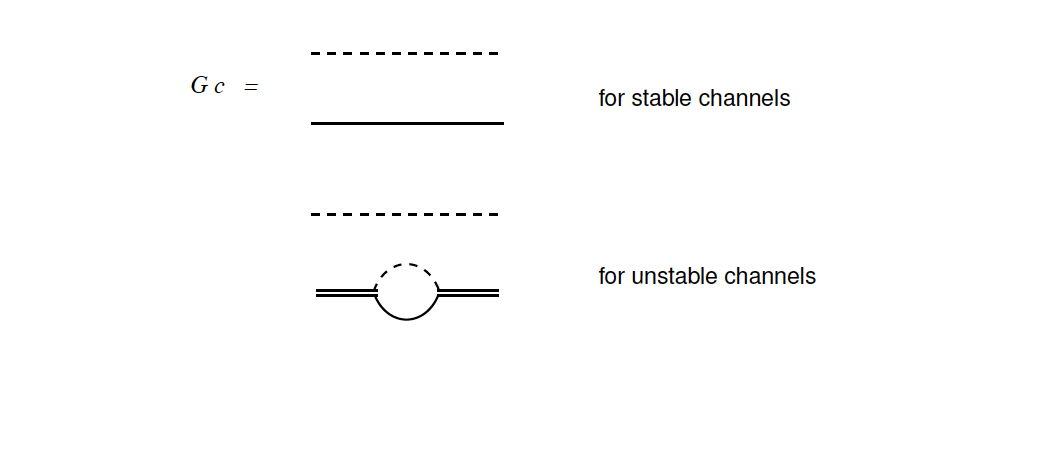 G c =
for stable channels
for unstable channels